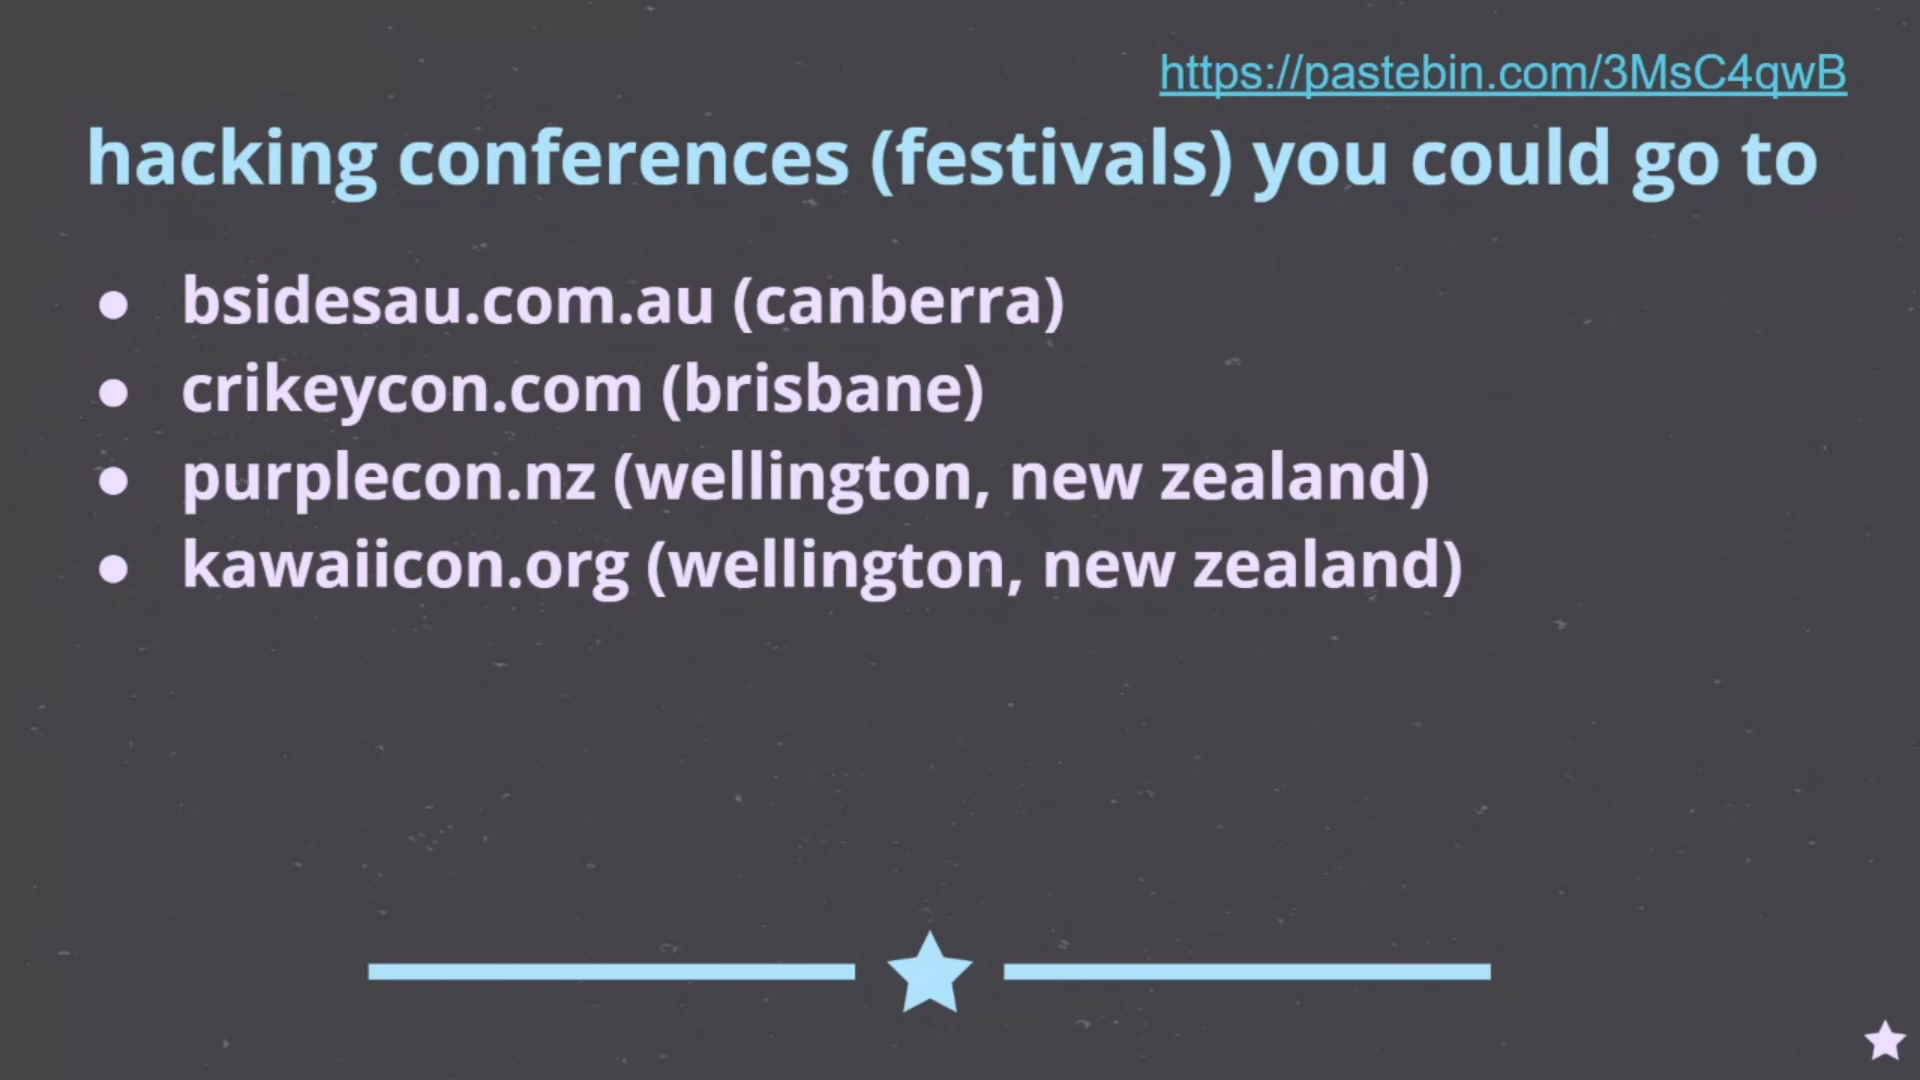 https://pastebin.com/3MsC4qwB
hacking conferences (festivals) you could go to
● bsidesau.com.au (canberra)
● crikeycon.com (brisbane)
● purplecon.nz (wellington, new zealand)
● kawaiicon.org (wellington, new zealand)